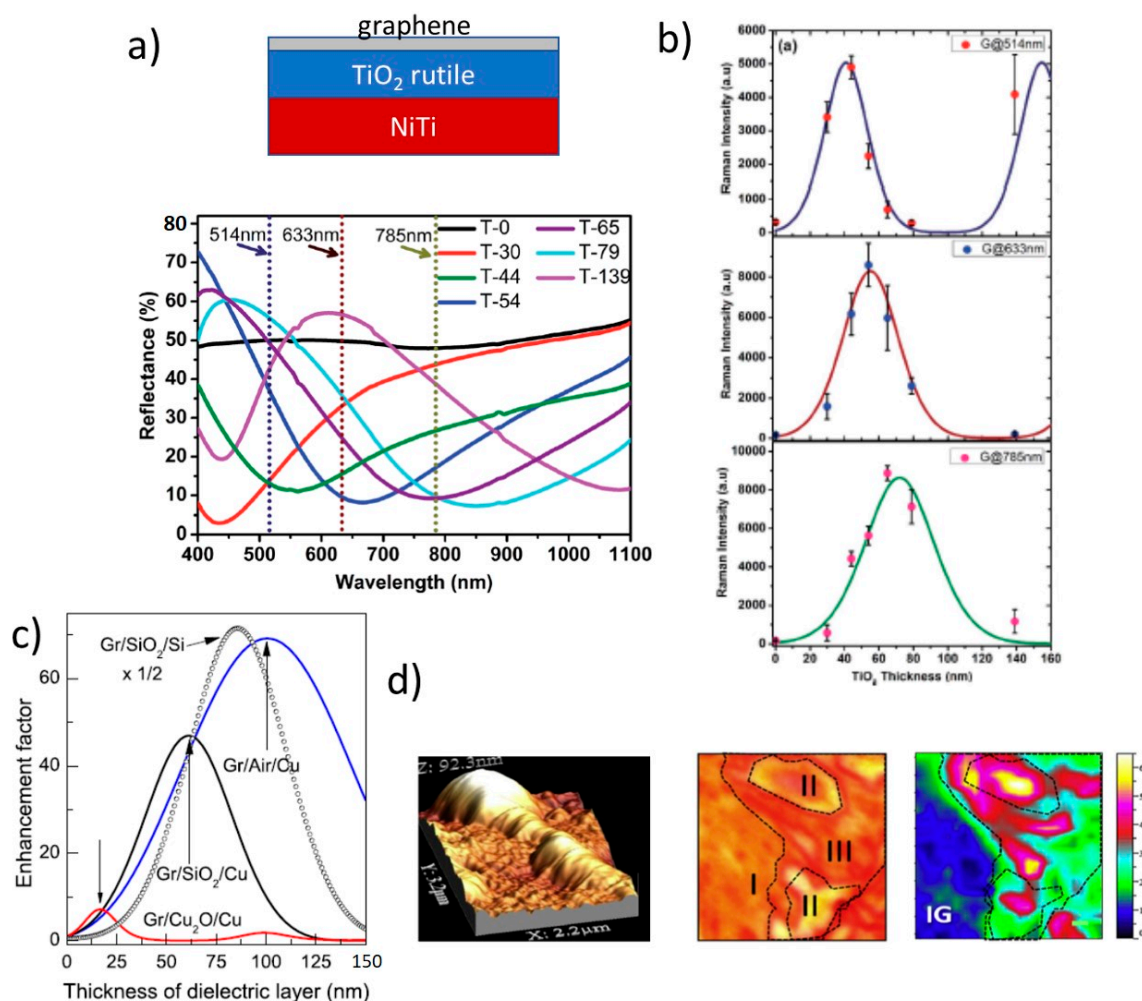 a)
graphene
TiO₂ rutile
NiTi
80
70
60
50
40
30
20
10
0
Reflectance (%)
514nm
633nm
785nm
T-0
T-30
T-44
T-54
T-65
T-79
T-139
400 500 600 700 800 900 1000 1100
Wavelength (nm)
b)
(a)
G@514nm
6000
5000
4000
3000
2000
1000
0
Raman Intensity (a.u)
G@633nm
8000
6000
4000
2000
0
Raman Intensity (a.u)
G@785nm
10000
8000
6000
4000
2000
0
Raman Intensity (a.u)
0 20 40 60 80 100 120 140 160
TiO₂ Thickness (nm)
c)
Enhancement factor
60
40
20
0
Gr/SiO₂/Si
x 1/2
Gr/Air/Cu
Gr/SiO₂/Cu
Gr/Cu₂O/Cu
0 25 50 75 100 125 150
Thickness of dielectric layer (nm)
d)
Z: 92.3nm
Y: 3.2µm
X: 2.2µm
II
III
I
II
IG